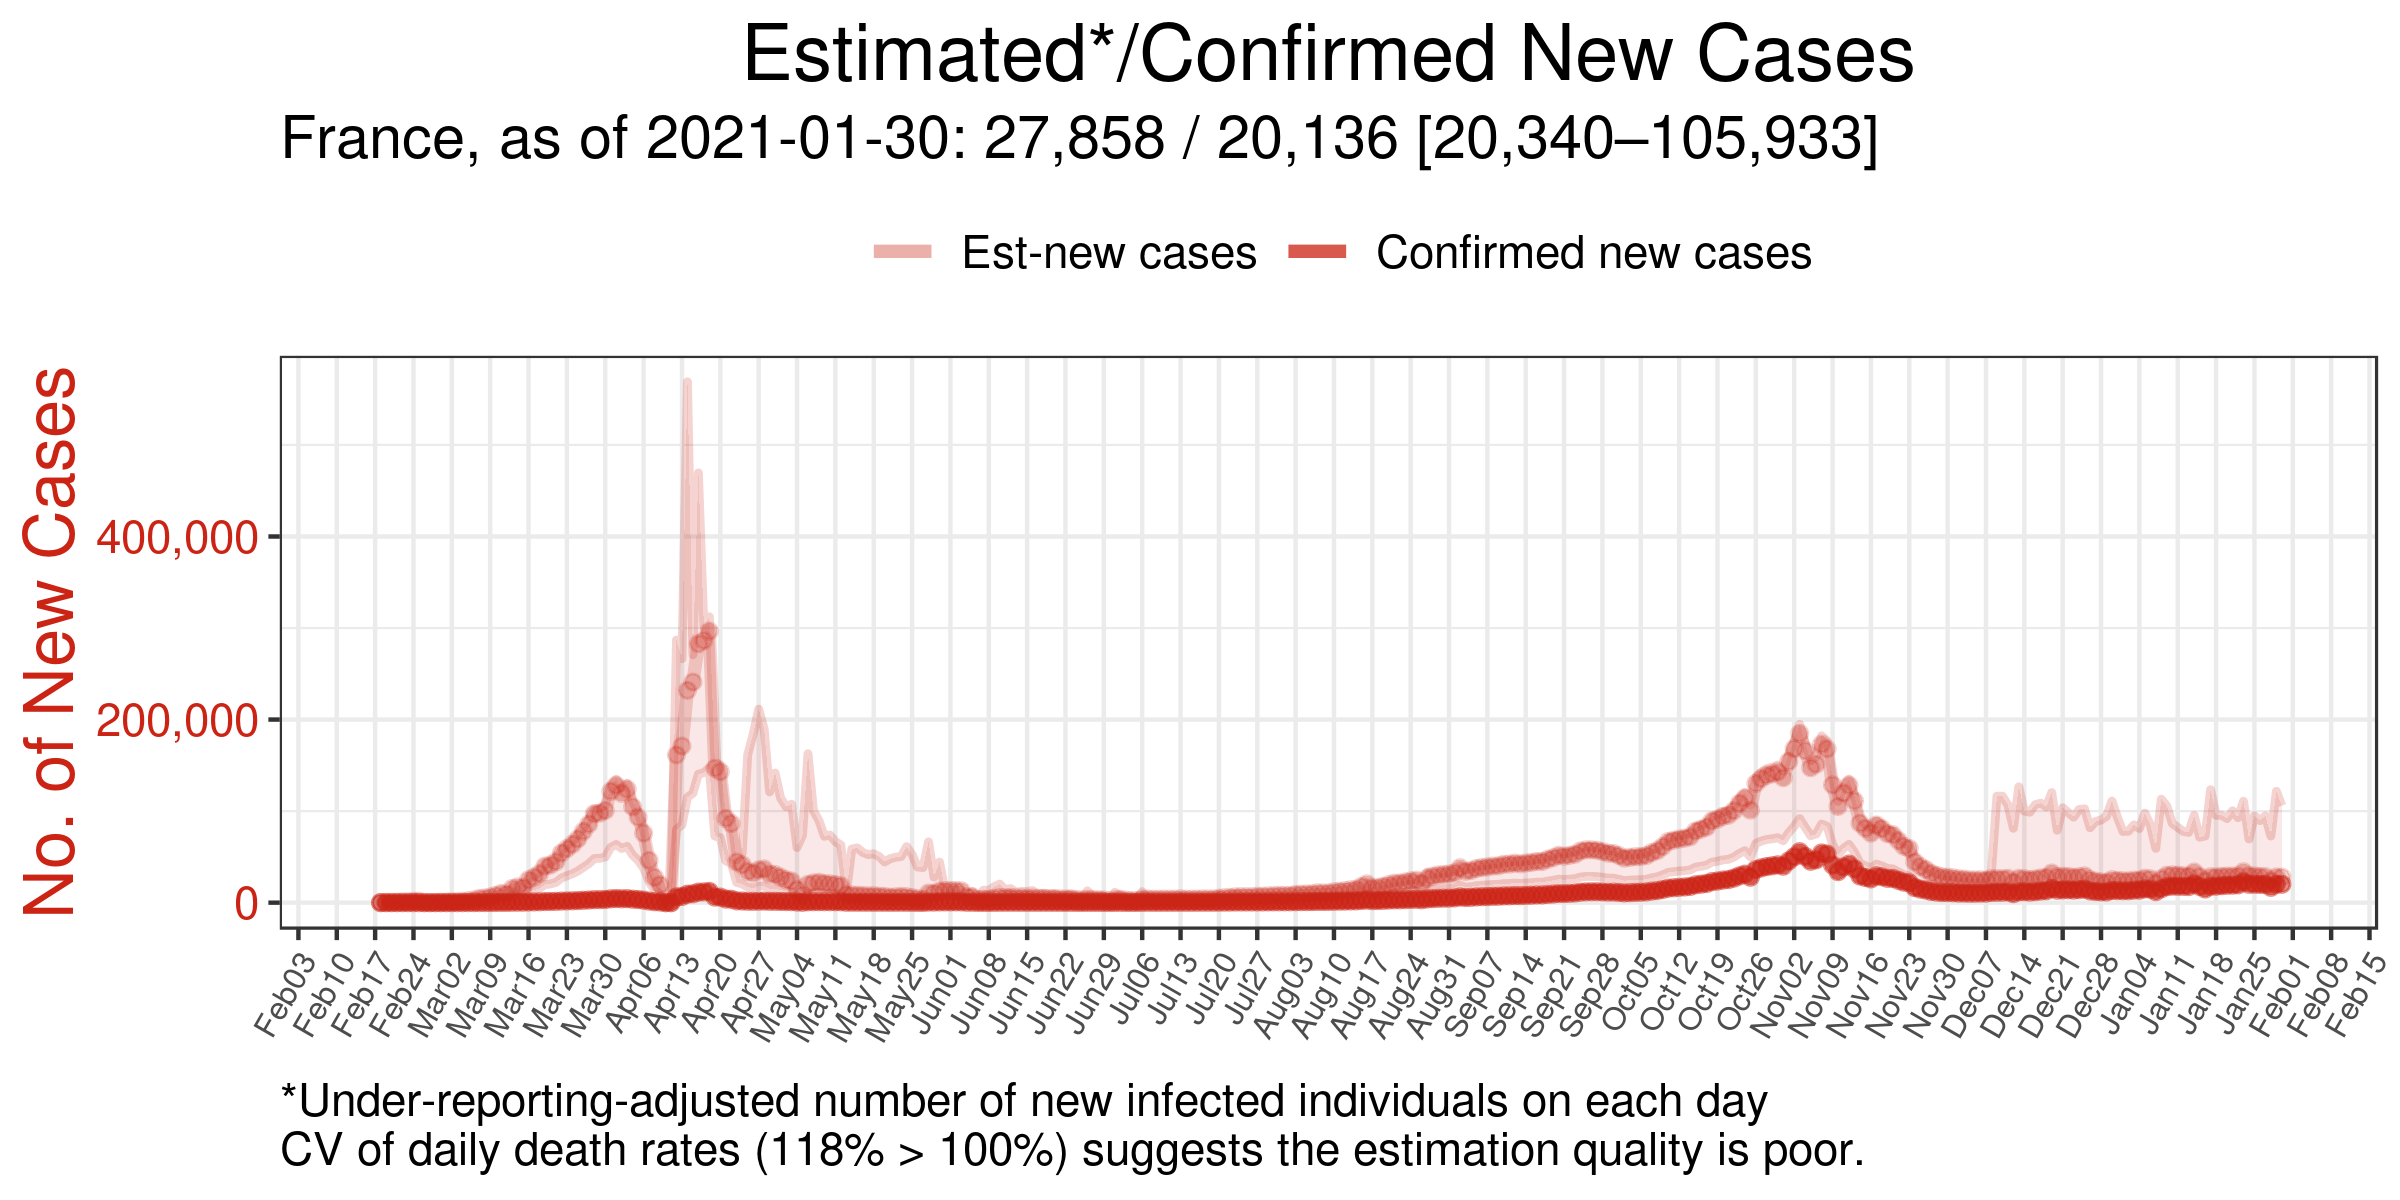 Estimated*/Confirmed New Cases
France, as of 2021-01-30: 27,858 / 20,136 [20,340–105,933]
Est-new cases
Confirmed new cases
No. of New Cases
400,000
200,000
0
Feb03
Feb10
Feb17
Feb24
Mar02
Mar09
Mar16
Mar23
Mar30
Apr06
Apr13
Apr20
Apr27
May04
May11
May18
May25
Jun01
Jun08
Jun15
Jun22
Jun29
Jul06
Jul13
Jul20
Jul27
Aug03
Aug10
Aug17
Aug24
Aug31
Sep07
Sep14
Sep21
Sep28
Oct05
Oct12
Oct19
Oct26
Nov02
Nov09
Nov16
Nov23
Nov30
Dec07
Dec14
Dec21
Dec28
Jan04
Jan11
Jan18
Jan25
Feb01
Feb08
Feb15
*Under-reporting-adjusted number of new infected individuals on each day
CV of daily death rates (118% > 100%) suggests the estimation quality is poor.